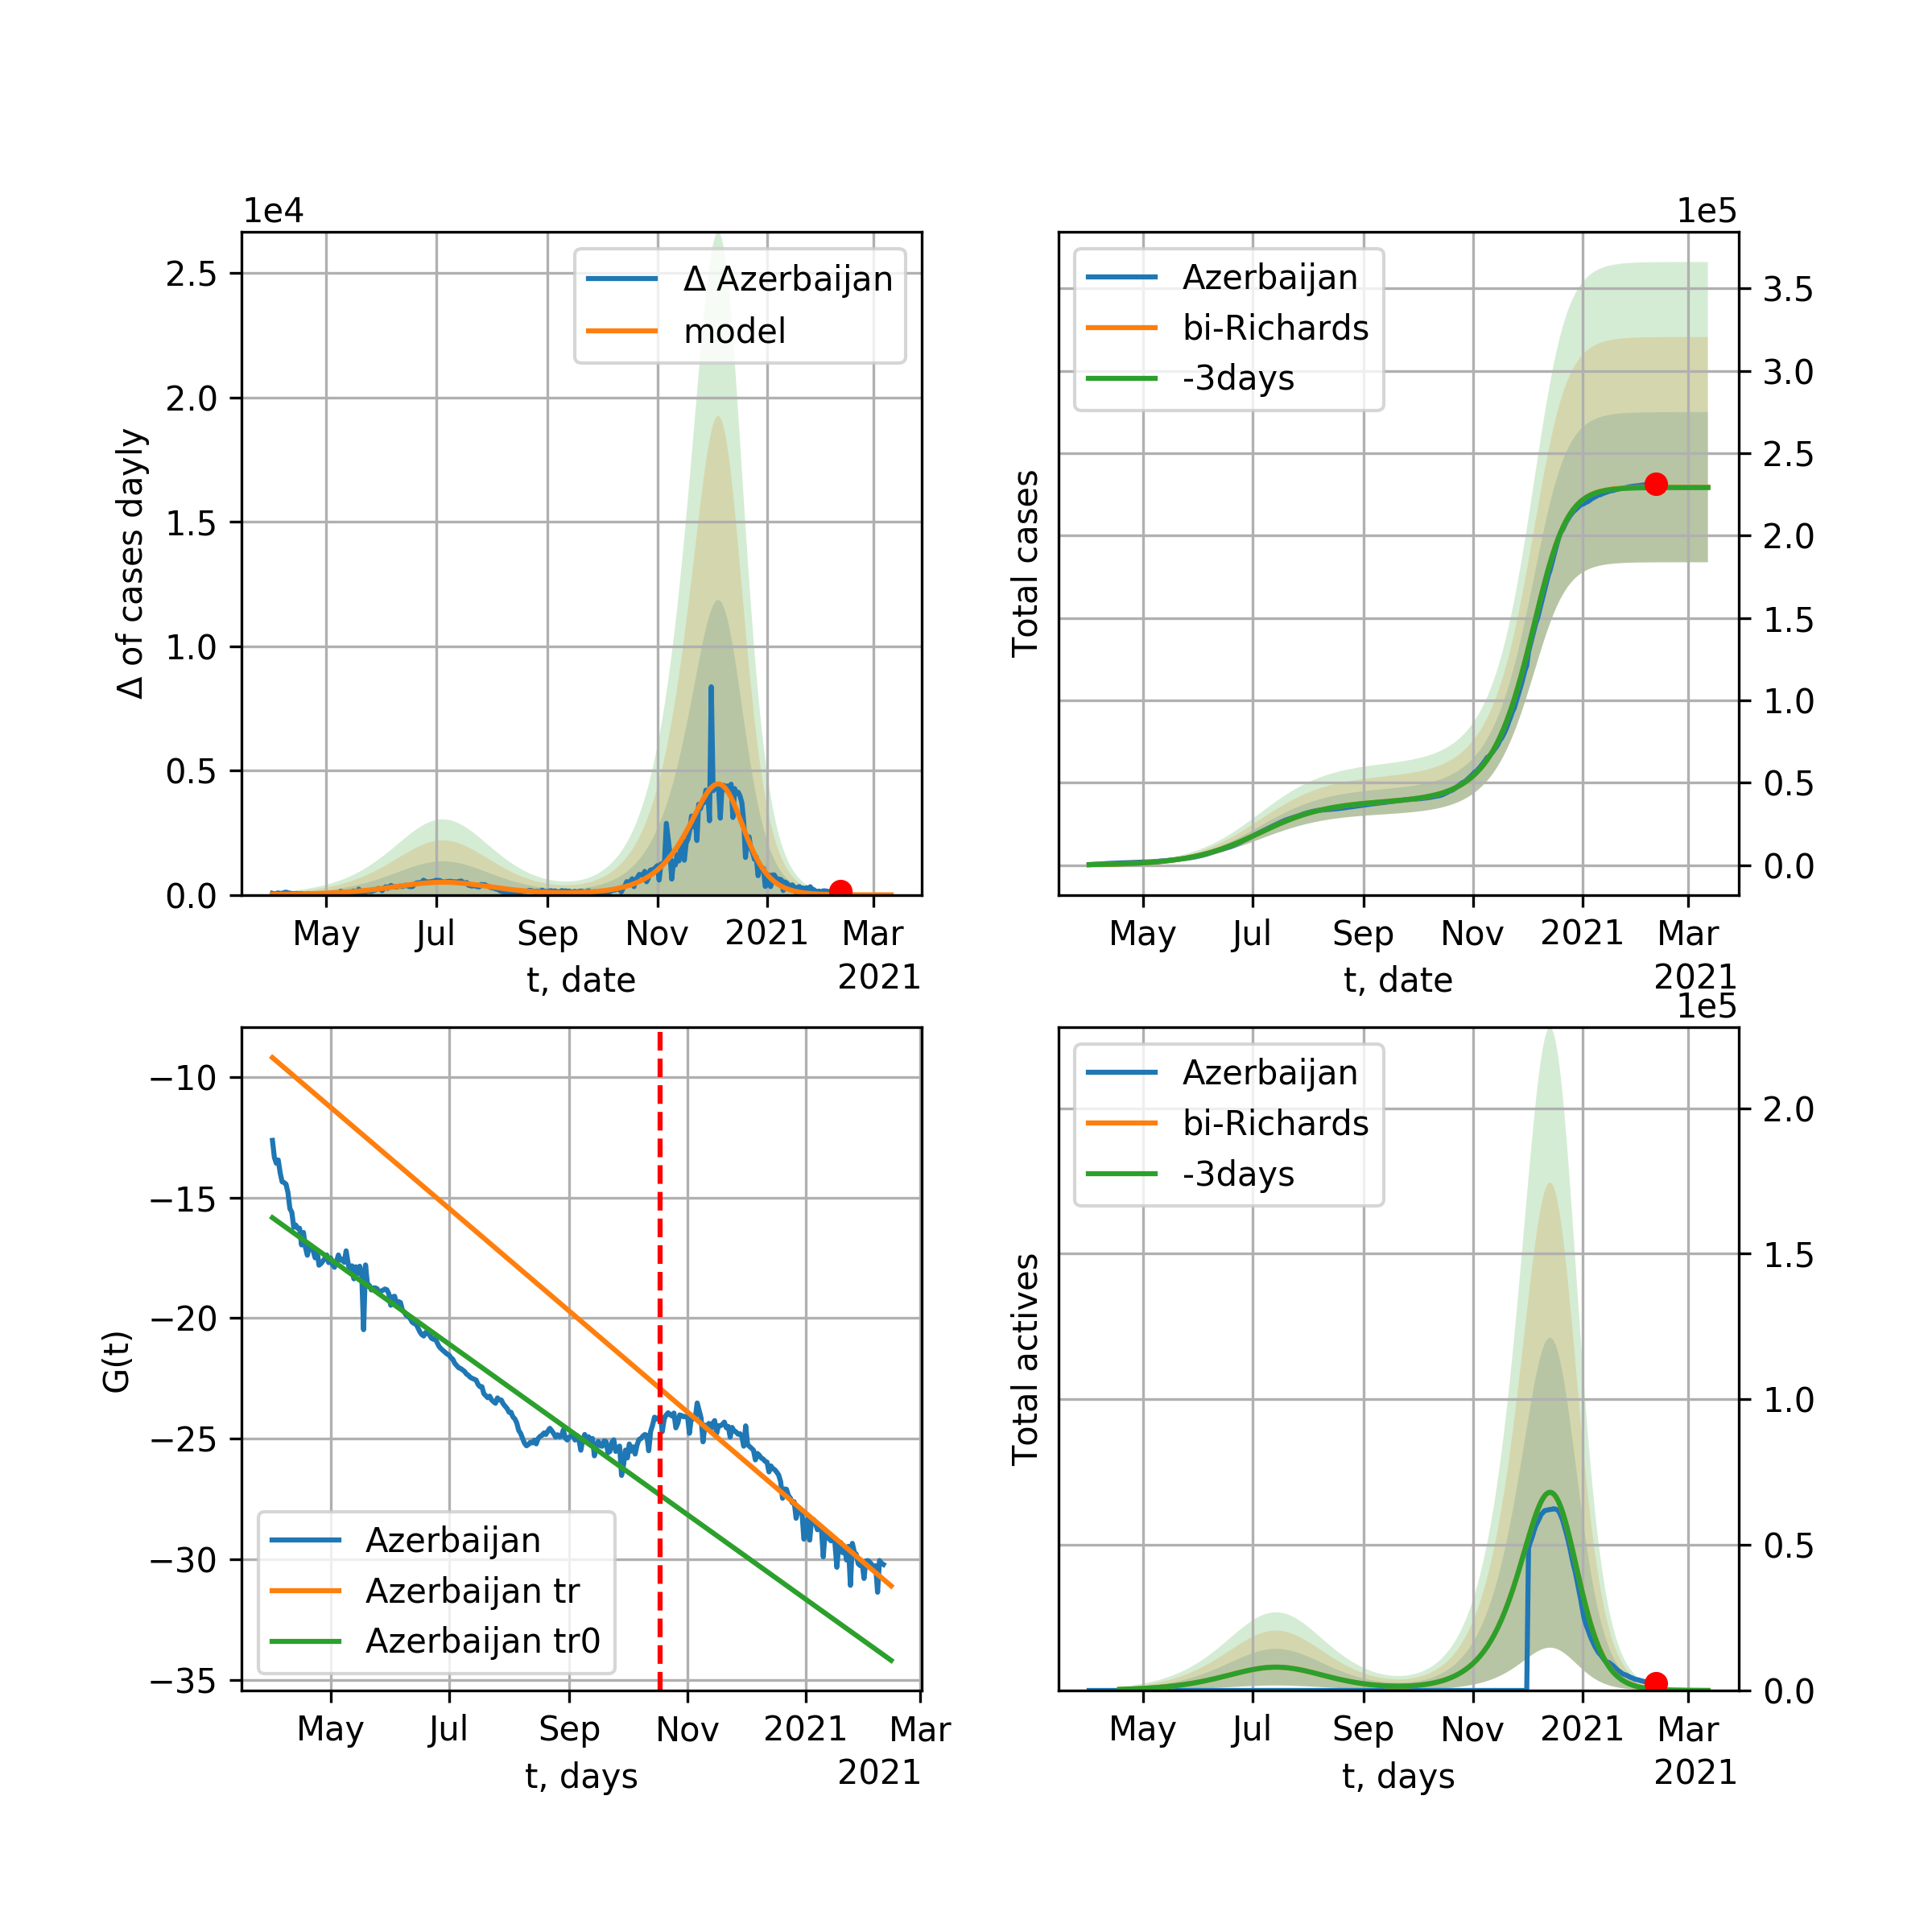 1e4
2.5
2.0
1.5
1.0
0.5
0.0
Δ of cases dayly
Δ Azerbaijan
model
May Jul Sep Nov 2021 Mar
t, date
2021
1e5
Azerbaijan
bi-Richards
-3days
Total cases
3.5
3.0
2.5
2.0
1.5
1.0
0.5
0.0
May Jul Sep Nov 2021 Mar
t, date
2021
−10
−15
−20
−25
−30
−35
G(t)
Azerbaijan
Azerbaijan tr
Azerbaijan tr0
May Jul Sep Nov 2021 Mar
t, days
2021
1e5
Azerbaijan
bi-Richards
-3days
Total actives
2.0
1.5
1.0
0.5
0.0
May Jul Sep Nov 2021 Mar
t, days
2021